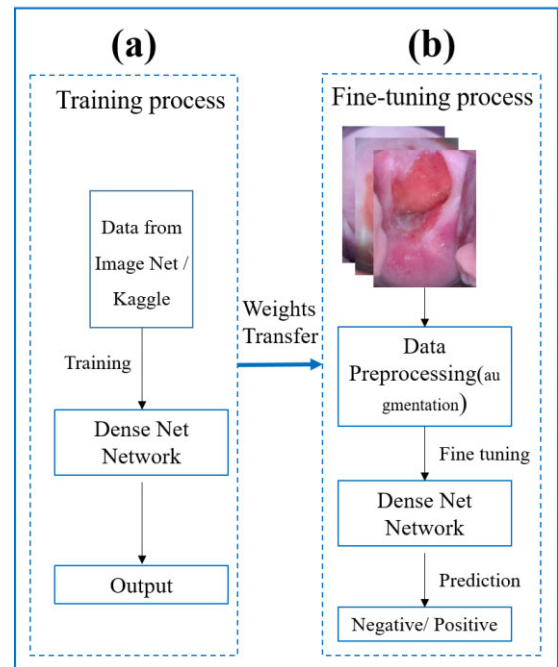 (a)
Training process
Data from
Image Net /
Kaggle
Training
Dense Net
Network
Output
Weights
Transfer
(b)
Fine-tuning process
Data
Preprocessing(au
gmentation)
Fine tuning
Dense Net
Network
Prediction
Negative/ Positive